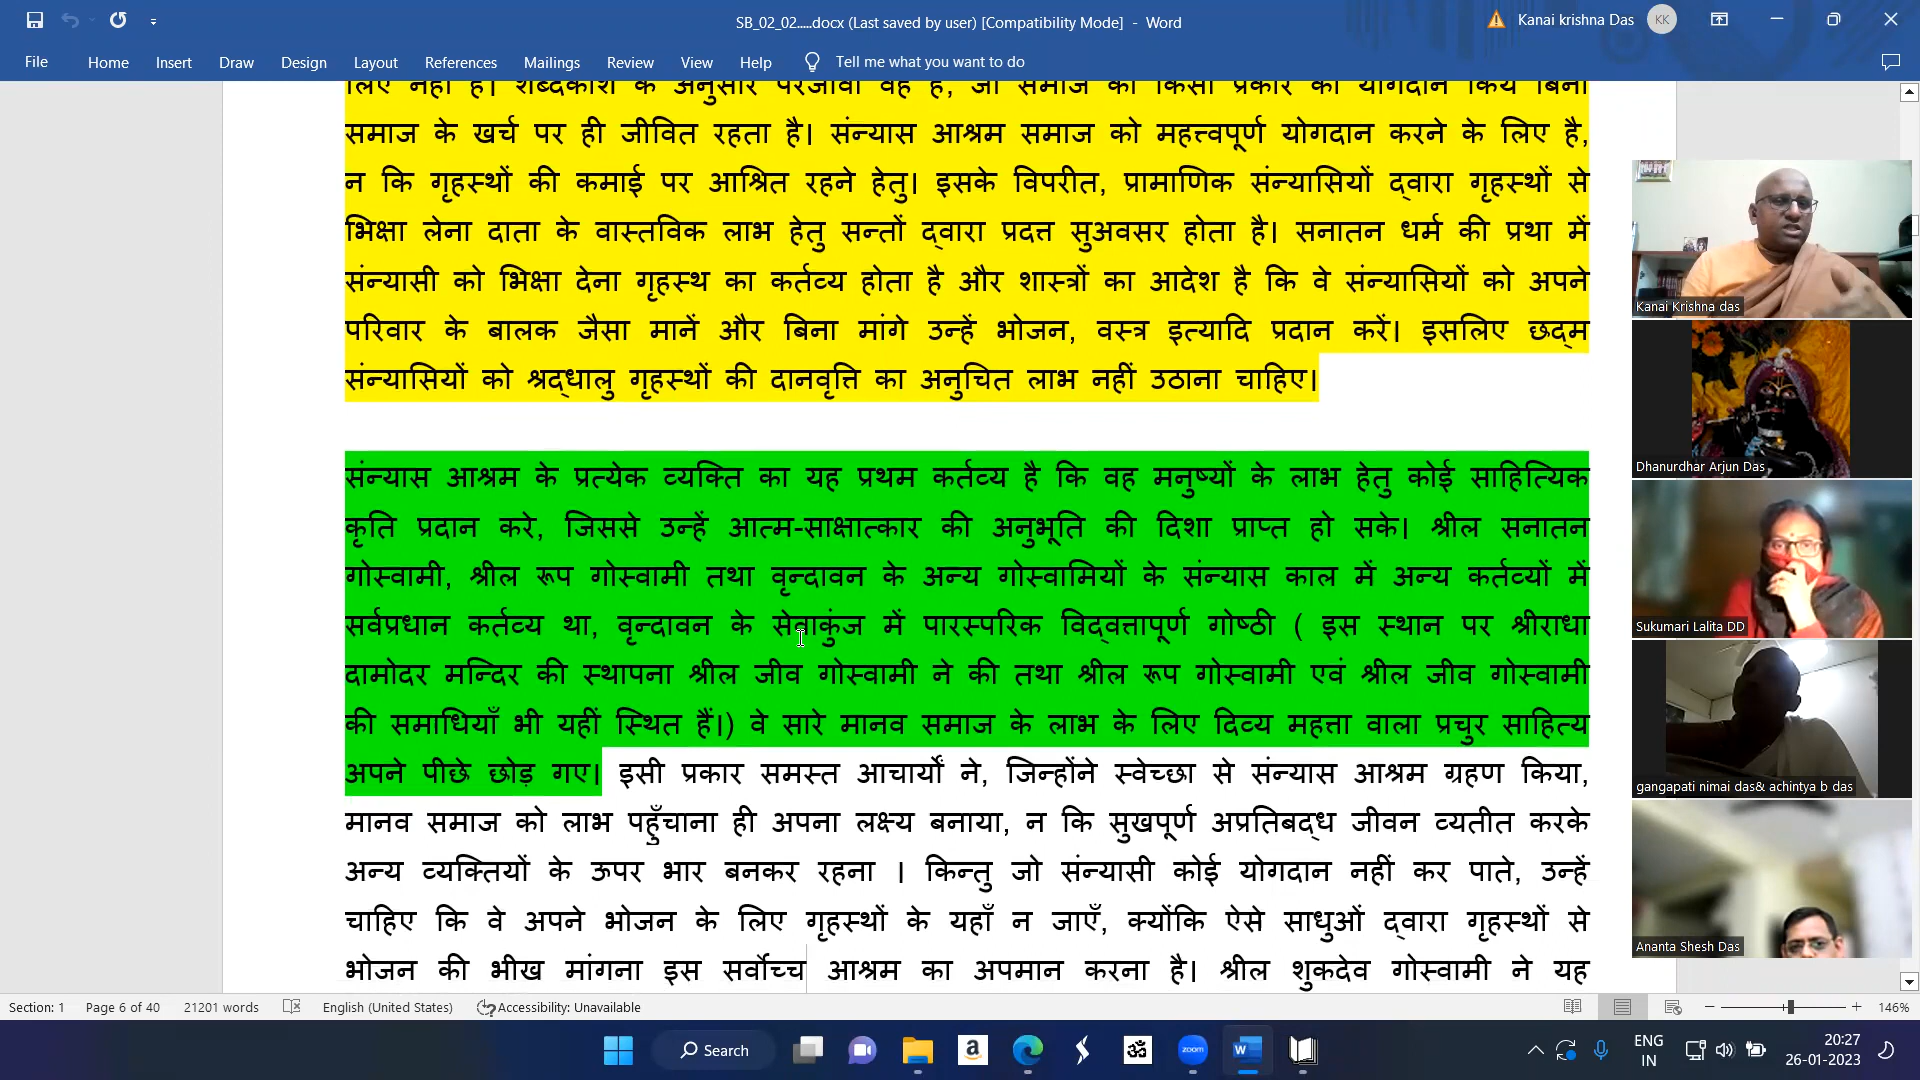 SB_02_02.....docx (Last saved by user) [Compatibility Mode] - Word
Kanai krishna Das
KK
File Home Insert Draw Design Layout References Mailings Review View Help Tell me what you want to do
लिए नहीं है। शब्दकोश के अनुसार परजीवी वह है, जो समाज को किसी प्रकार का योगदान किये बिना
समाज के खर्च पर ही जीवित रहता है। संन्यास आश्रम समाज को महत्त्वपूर्ण योगदान करने के लिए है,
न कि गृहस्थों की कमाई पर आश्रित रहने हेतु। इसके विपरीत, प्रामाणिक संन्यासियों द्वारा गृहस्थों से
भिक्षा लेना दाता के वास्तविक लाभ हेतु सन्तों द्वारा प्रदत्त सुअवसर होता है। सनातन धर्म की प्रथा में
संन्यासी को भिक्षा देना गृहस्थ का कर्तव्य होता है और शास्त्रों का आदेश है कि वे संन्यासियों को अपने
परिवार के बालक जैसा मानें और बिना मांगे उन्हें भोजन, वस्त्र इत्यादि प्रदान करें। इसलिए छद्म
संन्यासियों को श्रद्धालु गृहस्थों की दानवृत्ति का अनुचित लाभ नहीं उठाना चाहिए।
संन्यास आश्रम के प्रत्येक व्यक्ति का यह प्रथम कर्तव्य है कि वह मनुष्यों के लाभ हेतु कोई साहित्यिक
कृति प्रदान करे, जिससे उन्हें आत्म-साक्षात्कार की अनुभूति की दिशा प्राप्त हो सके। श्रील सनातन
गोस्वामी, श्रील रूप गोस्वामी तथा वृन्दावन के अन्य गोस्वामियों के संन्यास काल में अन्य कर्तव्यों में
सर्वप्रधान कर्तव्य था, वृन्दावन के सेवाकुंज में पारस्परिक विद्वत्तापूर्ण गोष्ठी ( इस स्थान पर श्रीराधा
दामोदर मन्दिर की स्थापना श्रील जीव गोस्वामी ने की तथा श्रील रूप गोस्वामी एवं श्रील जीव गोस्वामी
की समाधियाँ भी यहीं स्थित हैं।) वे सारे मानव समाज के लाभ के लिए दिव्य महत्ता वाला प्रचुर साहित्य
अपने पीछे छोड़ गए। इसी प्रकार समस्त आचार्यों ने, जिन्होंने स्वेच्छा से संन्यास आश्रम ग्रहण किया,
मानव समाज को लाभ पहुँचाना ही अपना लक्ष्य बनाया, न कि सुखपूर्ण अप्रतिबद्ध जीवन व्यतीत करके
अन्य व्यक्तियों के ऊपर भार बनकर रहना । किन्तु जो संन्यासी कोई योगदान नहीं कर पाते, उन्हें
चाहिए कि वे अपने भोजन के लिए गृहस्थों के यहाँ न जाएँ, क्योंकि ऐसे साधुओं द्वारा गृहस्थों से
भोजन की भीख मांगना इस सर्वोच्च आश्रम का अपमान करना है। श्रील शुकदेव गोस्वामी ने यह
Kanai Krishna das
Dhanurdhar Arjun Das
Sukumari Lalita DD
gangapati nimai das& achintya b das
Ananta Shesh Das
Section: 1 Page 6 of 40 21201 words English (United States) Accessibility: Unavailable 146%
Search
a
ॐ
zoom
W
ENG
IN
20:27
26-01-2023